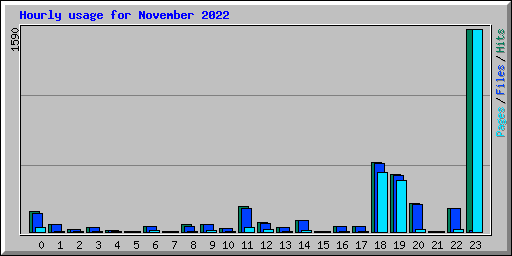 Hourly usage for November 2022
1590
Pages/Files/Hits
0 1 2 3 4 5 6 7 8 9 10 11 12 13 14 15 16 17 18 19 20 21 22 23